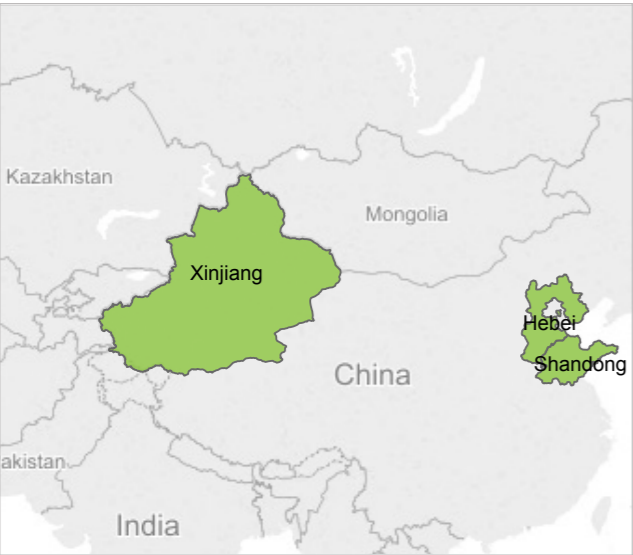 Kazakhstan
Mongolia
Xinjiang
Hebei
Shandong
China
akistan
India